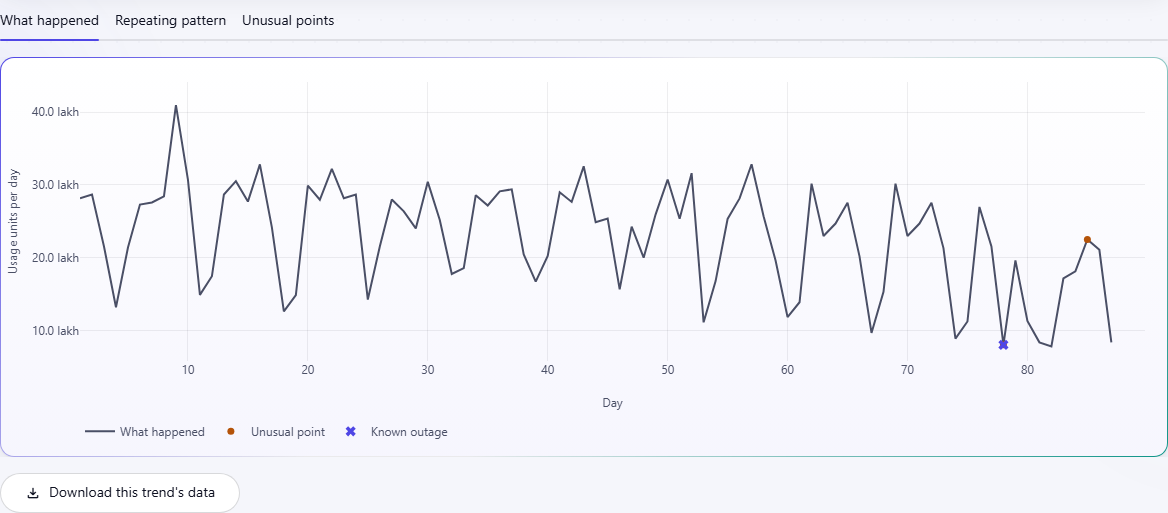 What happened Repeating pattern Unusual points
40.0 lakh
30.0 lakh
20.0 lakh
10.0 lakh
Usage units per day
10 20 30 40 50 60 70 80
Day
What happened Unusual point Known outage
Download this trend's data